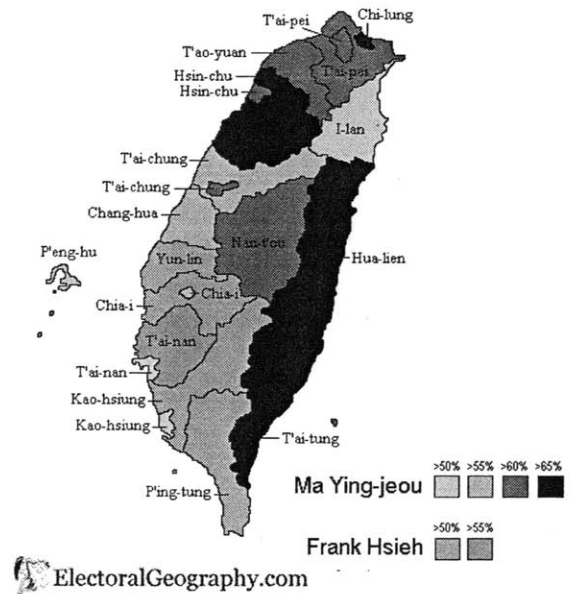 T'ai-pei
Chi-lung
T'ao-yuan
T'ai-pei
Hsin-chu
Hsin-chu
I-lan
T'ai-chung
T'ai-chung
Chang-hua
Nan-t'ou
P'eng-hu
Yun-lin
Hua-lien
Chia-i
Chia-i
T'ai-nan
T'ai-nan
Kao-hsiung
Kao-hsiung
T'ai-tung
P'ing-tung
>50% >55% >60% >65%
Ma Ying-jeou
>50% >55%
Frank Hsieh
ElectoralGeography.com